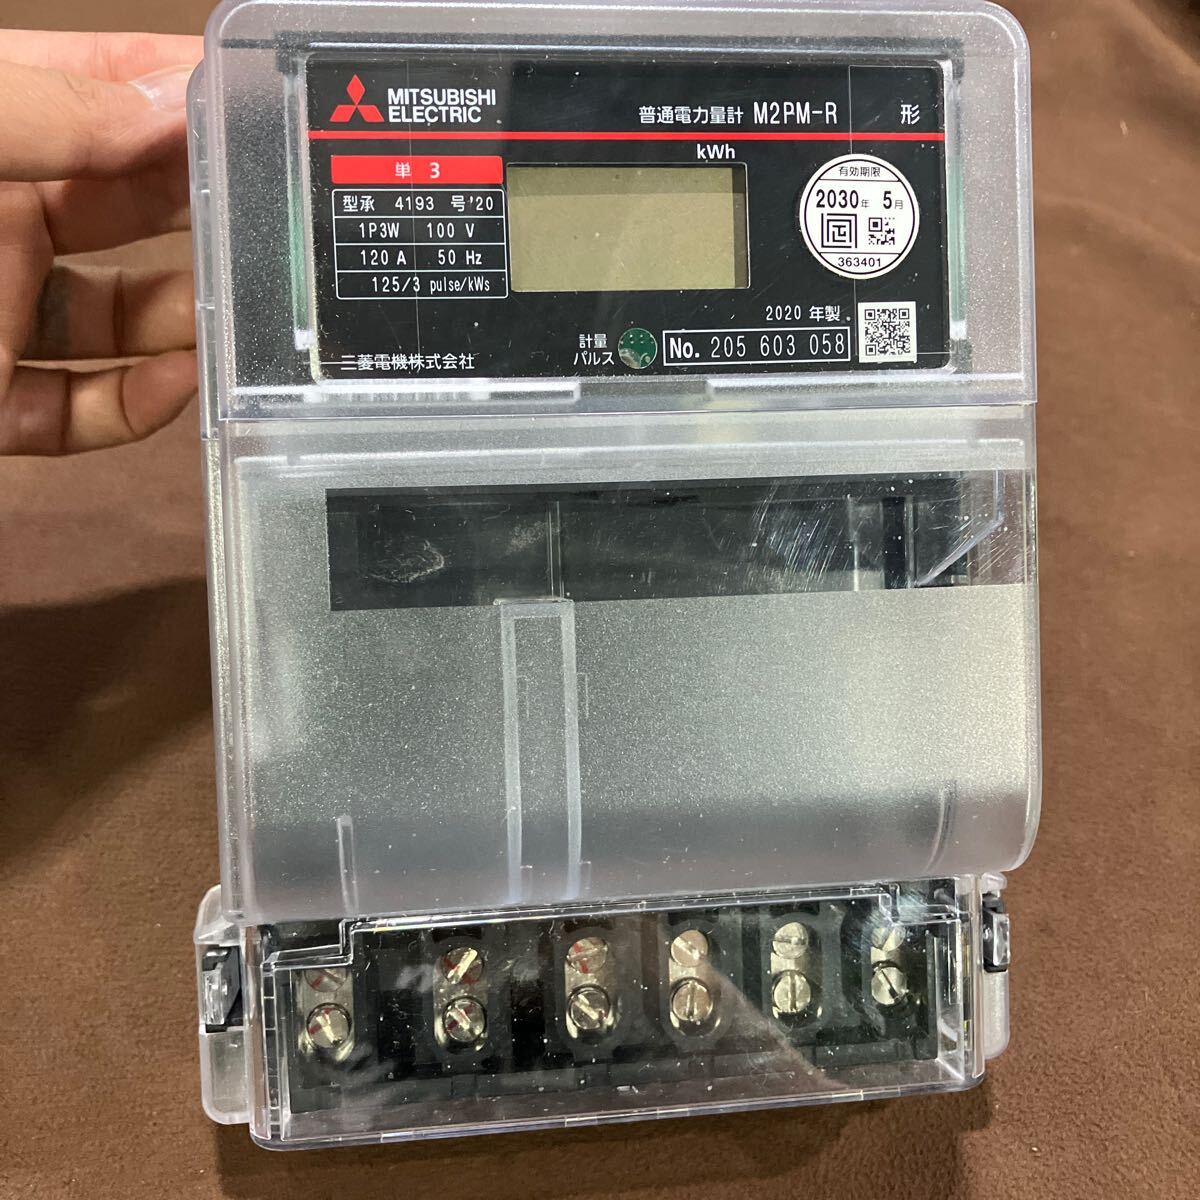 MITSUBISHI
ELECTRIC
普通電力量計 M2PM-R 形
kWh
単 3
型承 4193 号'20
1P3W 100 V
120 A 50 Hz
125/3 pulse/kWs
有効期限
2030年 5月
363401
2020 年製
計量
パルス
No. 205 603 058
三菱電機株式会社